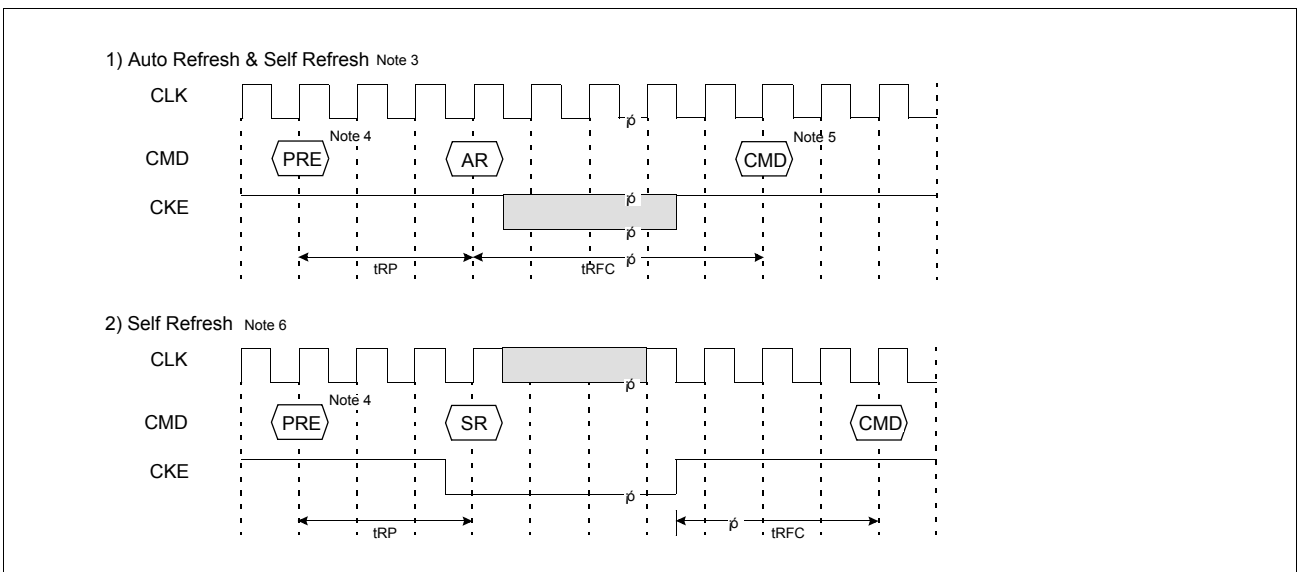 1) Auto Refresh & Self Refresh Note 3
CLK
Note 4
Note 5
CMD PRE AR CMD
CKE
tRP tRFC
2) Self Refresh Note 6
CLK
Note 4
CMD PRE SR CMD
CKE
tRP tRFC